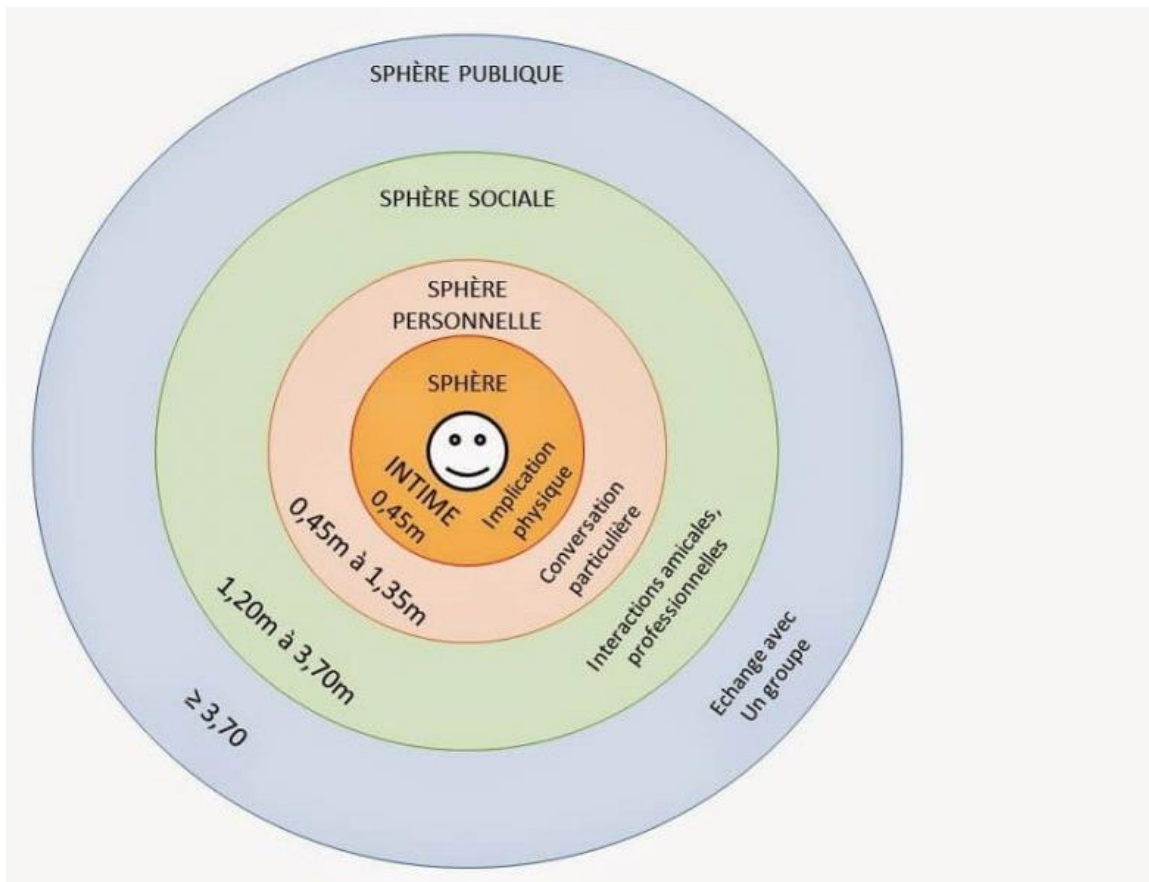 SPHÈRE PUBLIQUE
SPHÈRE SOCIALE
SPHÈRE
PERSONNELLE
SPHÈRE
INTIME
0,45m
Implication
physique
0,45m à 1,35m
Conversation
particulière
1,20m à 3,70m
Interactions amicales,
professionnelles
≥ 3,70
Echange avec
Un groupe